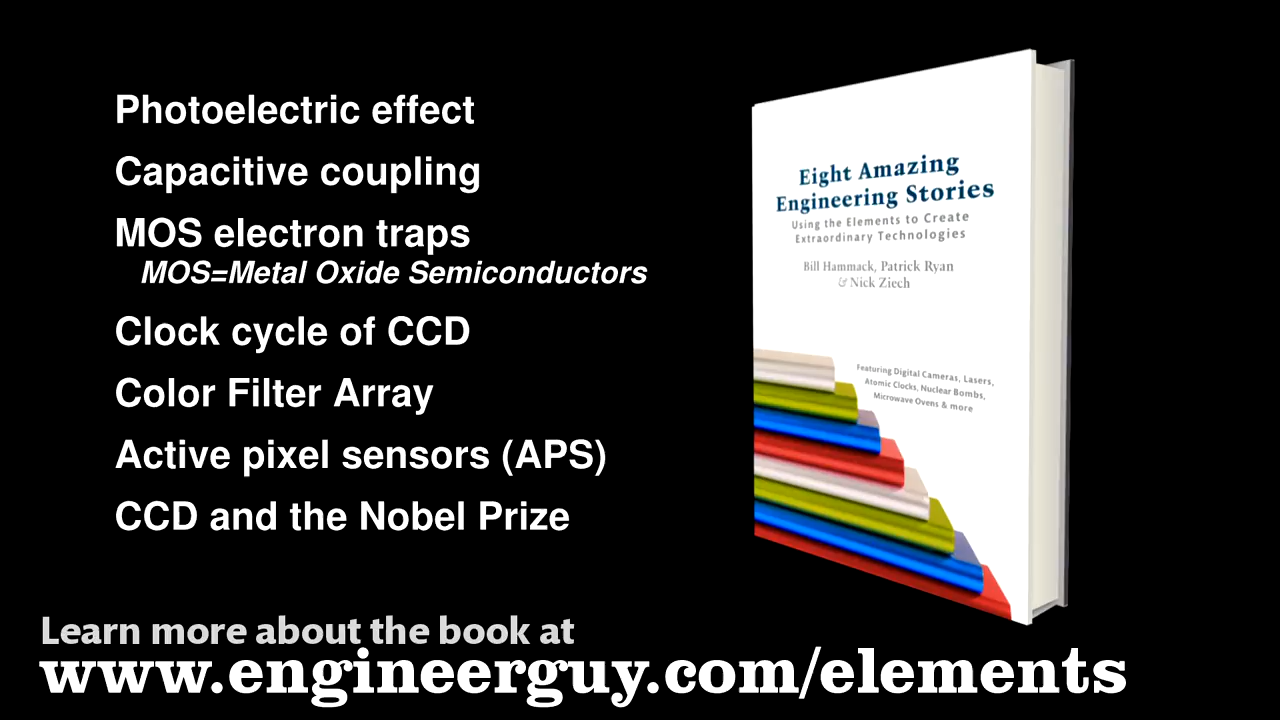 Photoelectric effect
Capacitive coupling
MOS electron traps
MOS=Metal Oxide Semiconductors
Clock cycle of CCD
Color Filter Array
Active pixel sensors (APS)
CCD and the Nobel Prize
Eight Amazing
Engineering Stories
Using the Elements to Create
Extraordinary Technologies
Bill Hammack, Patrick Ryan
& Nick Ziech
Featuring Digital Cameras, Lasers,
Atomic Clocks, Nuclear Bombs,
Microwave Ovens & more
Learn more about the book at
www.engineerguy.com/elements